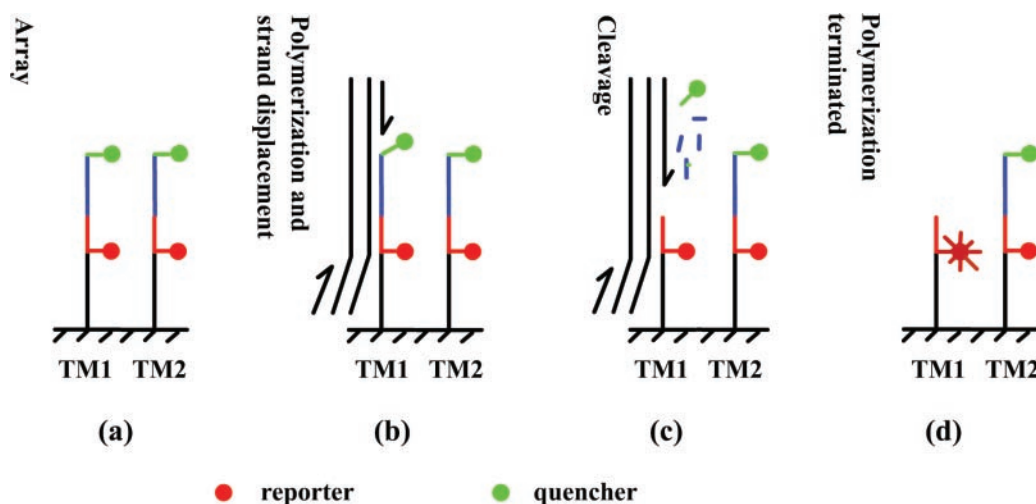 Array
Polymerization and
strand displacement
Cleavage
Polymerization
terminated
TM1 TM2 TM1 TM2 TM1 TM2 TM1 TM2
(a) (b) (c) (d)
reporter quencher